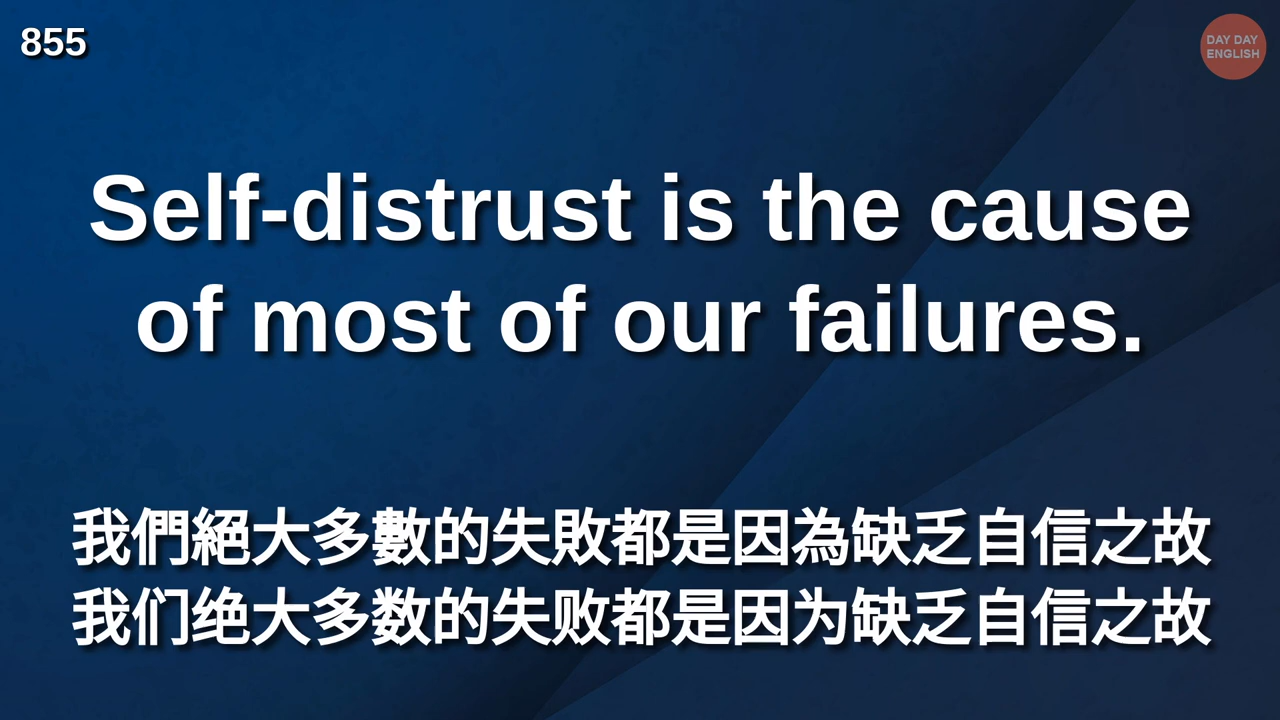 855
DAY DAY
ENGLISH
Self-distrust is the cause
of most of our failures.
我們絕大多數的失敗都是因為缺乏自信之故
我们绝大多数的失败都是因为缺乏自信之故